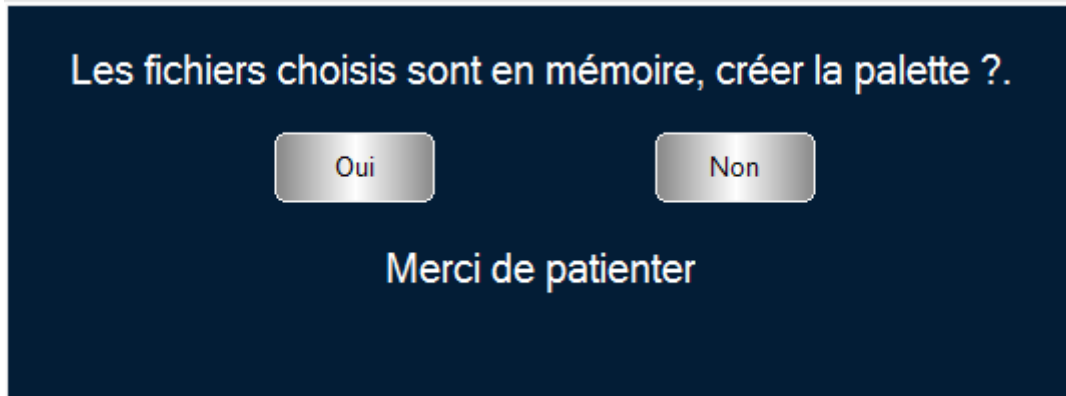 Les fichiers choisis sont en mémoire, créer la palette ?.
Oui
Non
Merci de patienter